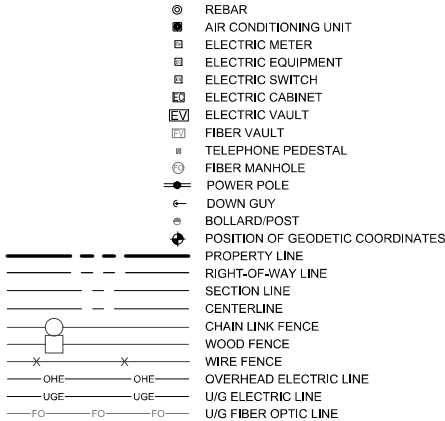 REBAR
AIR CONDITIONING UNIT
ELECTRIC METER
ELECTRIC EQUIPMENT
ELECTRIC SWITCH
EC ELECTRIC CABINET
EV ELECTRIC VAULT
FV FIBER VAULT
TELEPHONE PEDESTAL
FO FIBER MANHOLE
POWER POLE
DOWN GUY
BOLLARD/POST
POSITION OF GEODETIC COORDINATES
PROPERTY LINE
RIGHT-OF-WAY LINE
SECTION LINE
CENTERLINE
CHAIN LINK FENCE
WOOD FENCE
X X WIRE FENCE
OHE OHE OVERHEAD ELECTRIC LINE
UGE UGE U/G ELECTRIC LINE
FO FO FO U/G FIBER OPTIC LINE